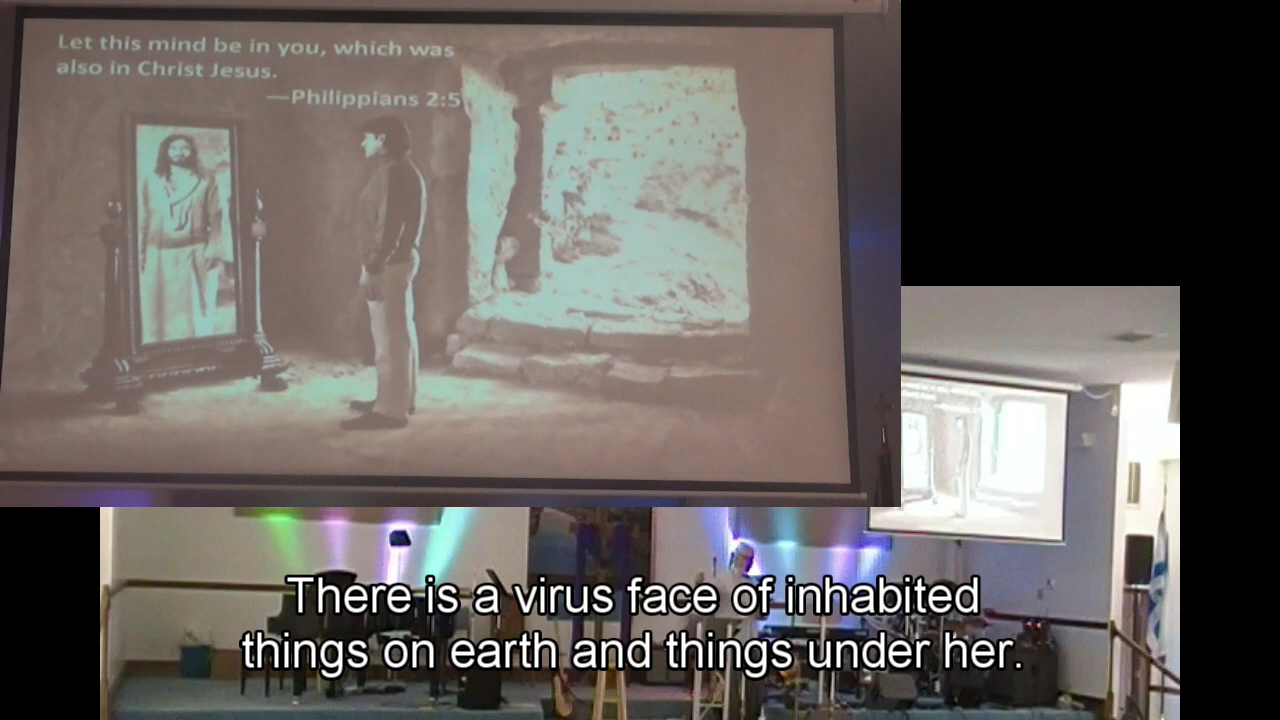 Let this mind be in you, which was
also in Christ Jesus.
—Philippians 2:5
There is a virus face of inhabited
things on earth and things under her.